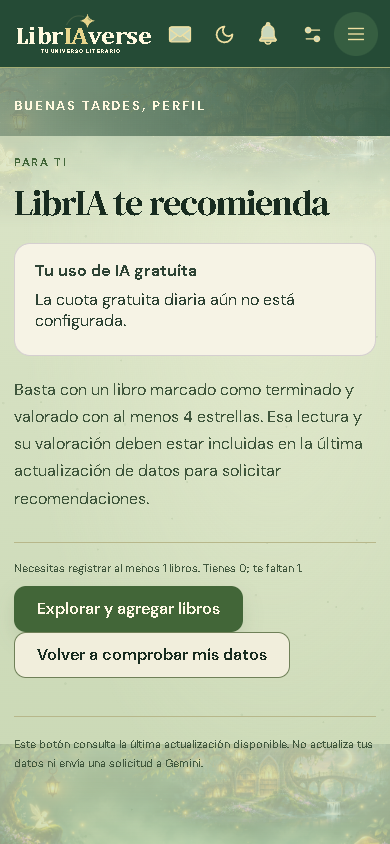 LibrIAverse
TU UNIVERSO LITERARIO
BUENAS TARDES, PERFIL
PARA TI
LibrIA te recomienda
Tu uso de IA gratuita
La cuota gratuita diaria aún no está
configurada.
Basta con un libro marcado como terminado y
valorado con al menos 4 estrellas. Esa lectura y
su valoración deben estar incluidas en la última
actualización de datos para solicitar
recomendaciones.
Necesitas registrar al menos 1 libros. Tienes 0; te faltan 1.
Explorar y agregar libros
Volver a comprobar mis datos
Este botón consulta la última actualización disponible. No actualiza tus
datos ni envía una solicitud a Gemini.